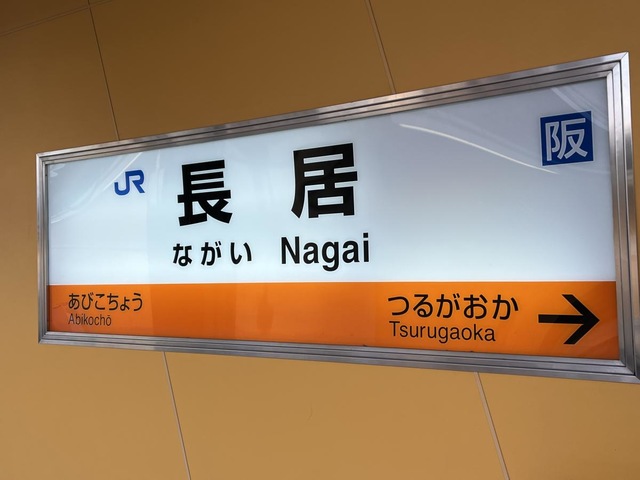 JR
長居
阪
ながい Nagai
あびこちょう
Abikochō
つるがおか
Tsurugaoka